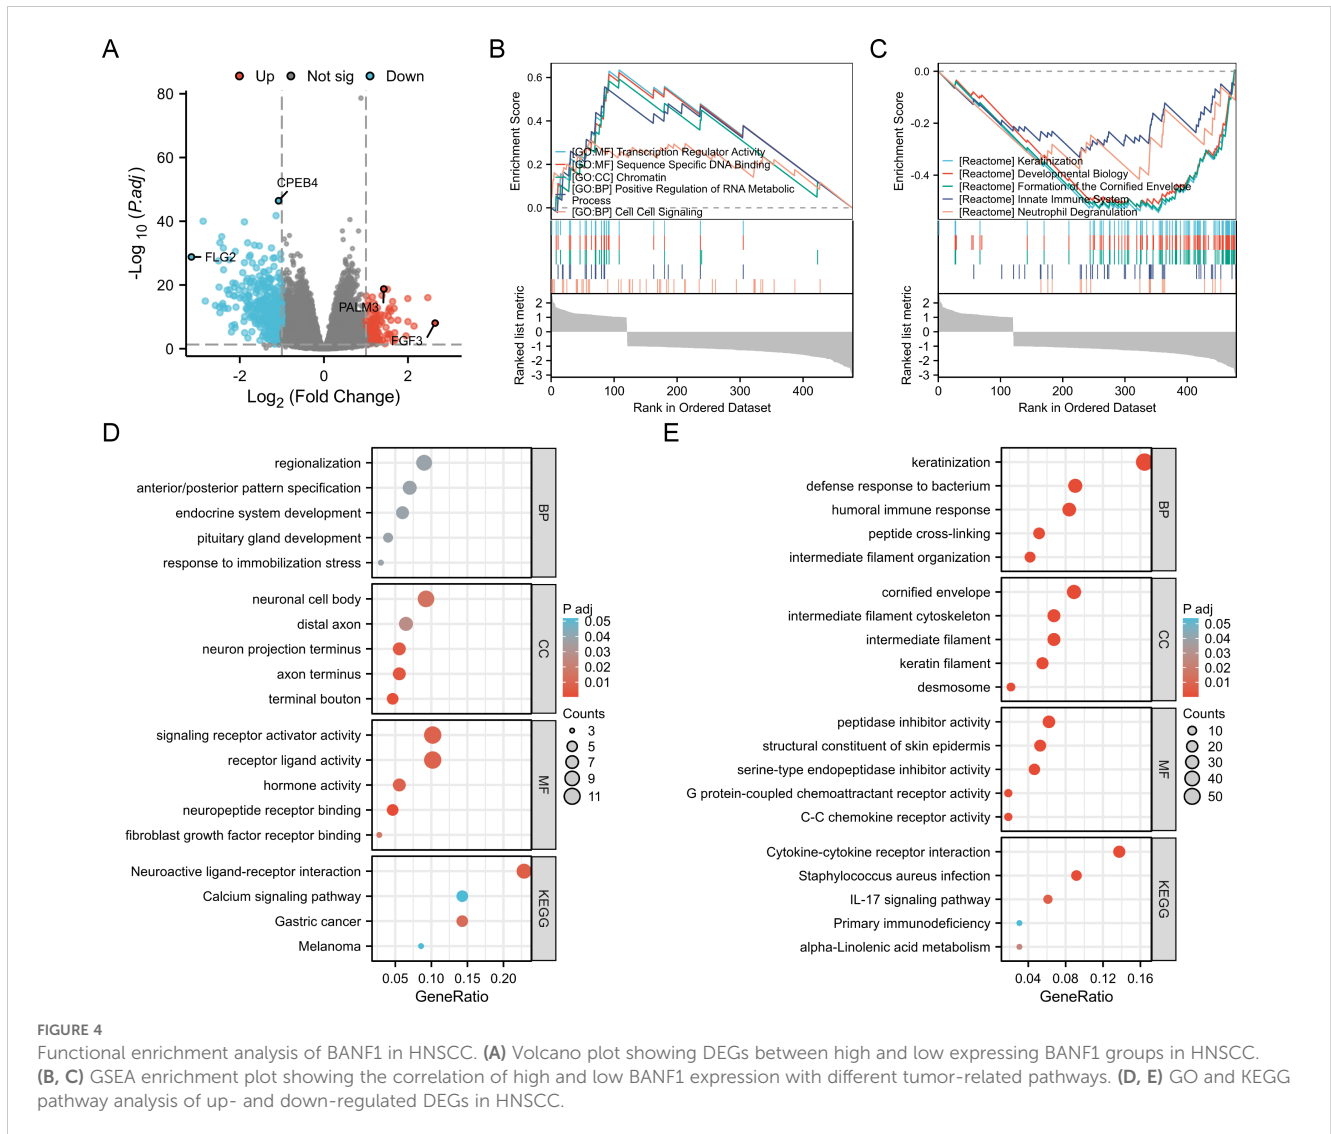 A
Up Not sig Down
80
60
40
20
0
-Log 10 (P.adj)
CPEB4
FLG2
PALM3
FGF3
-2 0 2
Log2 (Fold Change)
B
0.6
0.4
0.2
0.0
Enrichment Score
[GO:MF] Transcription Regulator Activity
[GO:MF] Sequence Specific DNA Binding
[GO:CC] Chromatin
[GO:BP] Positive Regulation of RNA Metabolic
Process
[GO:BP] Cell Cell Signaling
2
1
0
-1
-2
-3
Ranked list metric
0 100 200 300 400
Rank in Ordered Dataset
C
0.0
-0.2
-0.4
Enrichment Score
[Reactome] Keratinization
[Reactome] Developmental Biology
[Reactome] Formation of the Cornified Envelope
[Reactome] Innate Immune System
[Reactome] Neutrophil Degranulation
2
1
0
-1
-2
-3
Ranked list metric
0 100 200 300 400
Rank in Ordered Dataset
D
regionalization
anterior/posterior pattern specification
endocrine system development
pituitary gland development
response to immobilization stress
BP
neuronal cell body
distal axon
neuron projection terminus
axon terminus
terminal bouton
CC
signaling receptor activator activity
receptor ligand activity
hormone activity
neuropeptide receptor binding
fibroblast growth factor receptor binding
MF
Neuroactive ligand-receptor interaction
Calcium signaling pathway
Gastric cancer
Melanoma
KEGG
0.05 0.10 0.15 0.20
GeneRatio
P adj
0.05
0.04
0.03
0.02
0.01
Counts
3
5
7
9
11
E
keratinization
defense response to bacterium
humoral immune response
peptide cross-linking
intermediate filament organization
BP
cornified envelope
intermediate filament cytoskeleton
intermediate filament
keratin filament
desmosome
CC
peptidase inhibitor activity
structural constituent of skin epidermis
serine-type endopeptidase inhibitor activity
G protein-coupled chemoattractant receptor activity
C-C chemokine receptor activity
MF
Cytokine-cytokine receptor interaction
Staphylococcus aureus infection
IL-17 signaling pathway
Primary immunodeficiency
alpha-Linolenic acid metabolism
KEGG
0.04 0.08 0.12 0.16
GeneRatio
P adj
0.05
0.04
0.03
0.02
0.01
Counts
10
20
30
40
50
FIGURE 4
Functional enrichment analysis of BANF1 in HNSCC. (A) Volcano plot showing DEGs between high and low expressing BANF1 groups in HNSCC.
(B, C) GSEA enrichment plot showing the correlation of high and low BANF1 expression with different tumor-related pathways. (D, E) GO and KEGG
pathway analysis of up- and down-regulated DEGs in HNSCC.